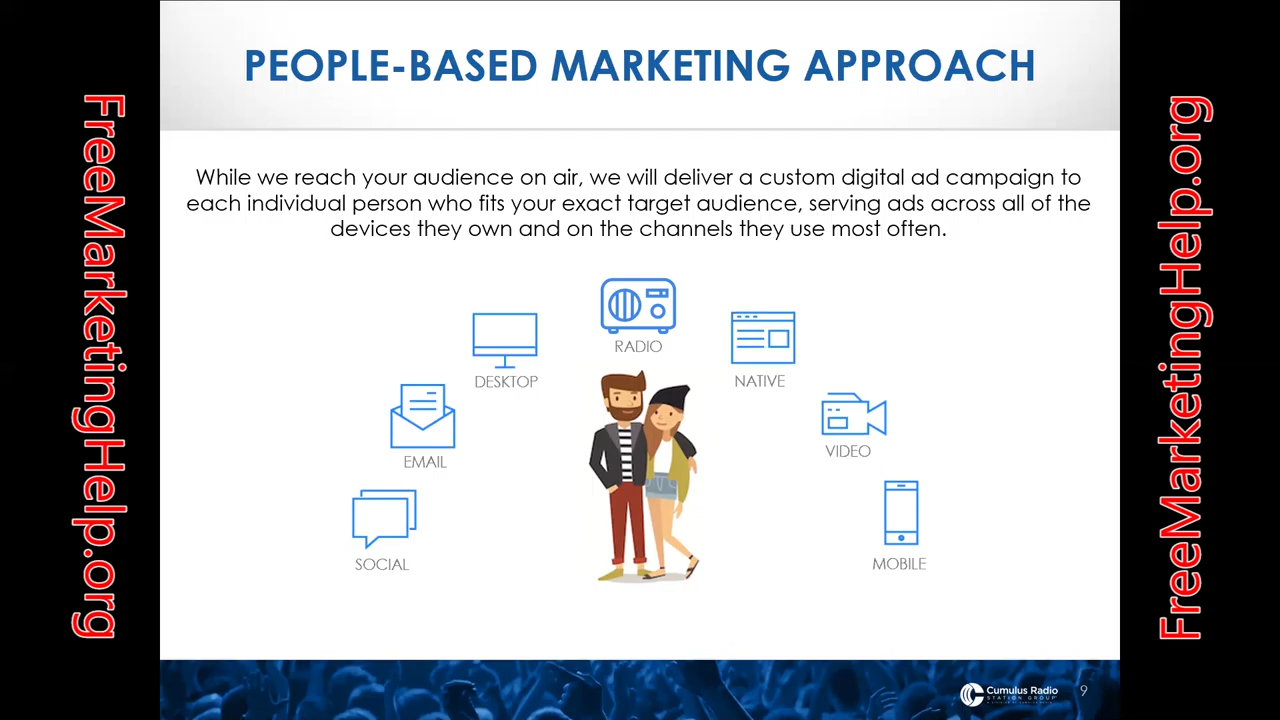 PEOPLE-BASED MARKETING APPROACH
While we reach your audience on air, we will deliver a custom digital ad campaign to
each individual person who fits your exact target audience, serving ads across all of the
devices they own and on the channels they use most often.
RADIO
DESKTOP
NATIVE
EMAIL
VIDEO
SOCIAL
MOBILE
FreeMarketingHelp.org
FreeMarketingHelp.org
Cumulus Radio
STATION GROUP
9